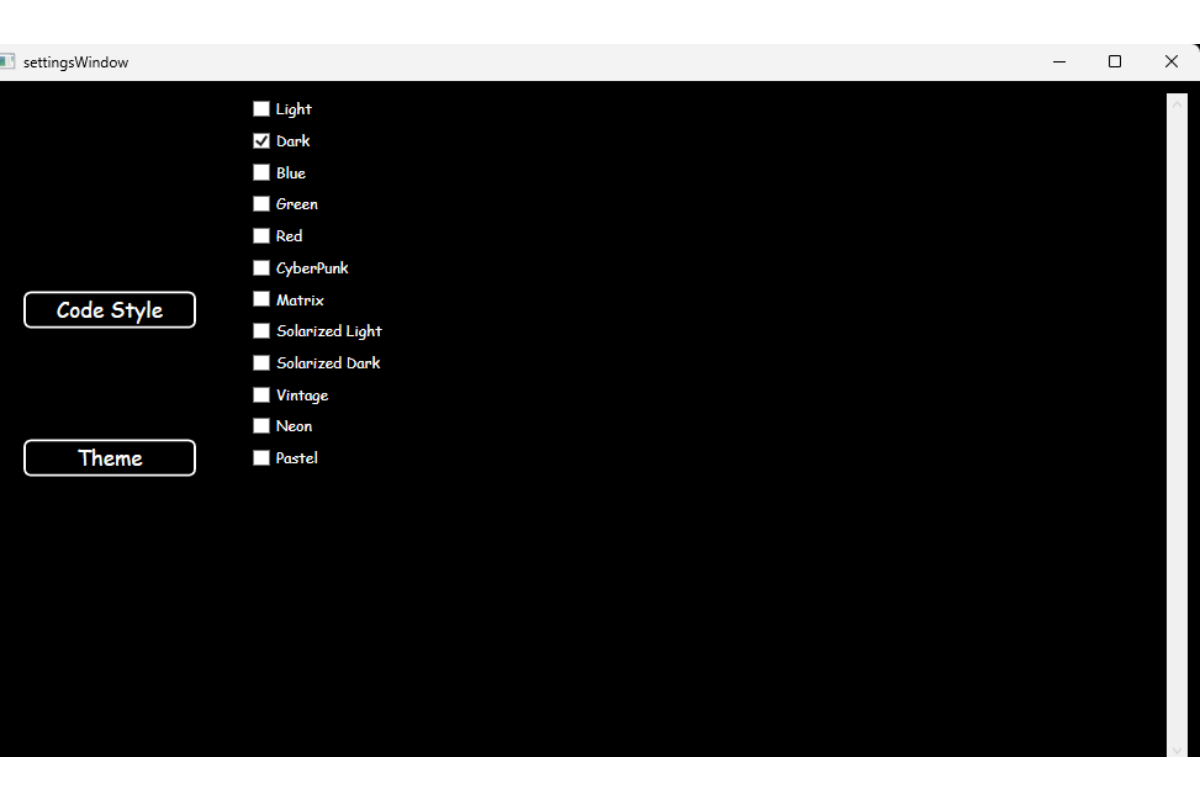 settingsWindow
Light
Dark
Blue
Green
Red
CyberPunk
Matrix
Solarized Light
Solarized Dark
Vintage
Neon
Pastel
Code Style
Theme